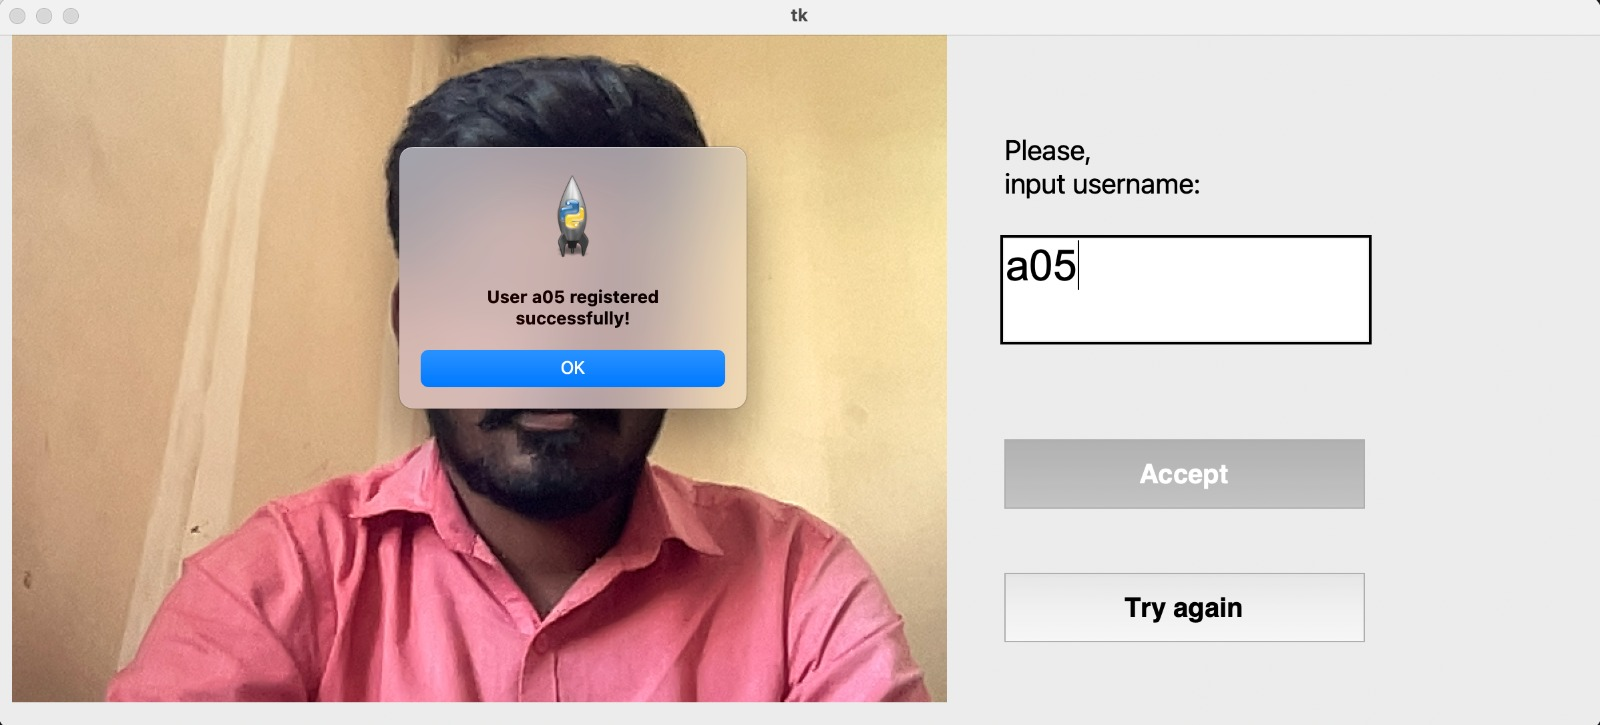 tk
Please,
input username:
a05
User a05 registered
successfully!
OK
Accept
Try again